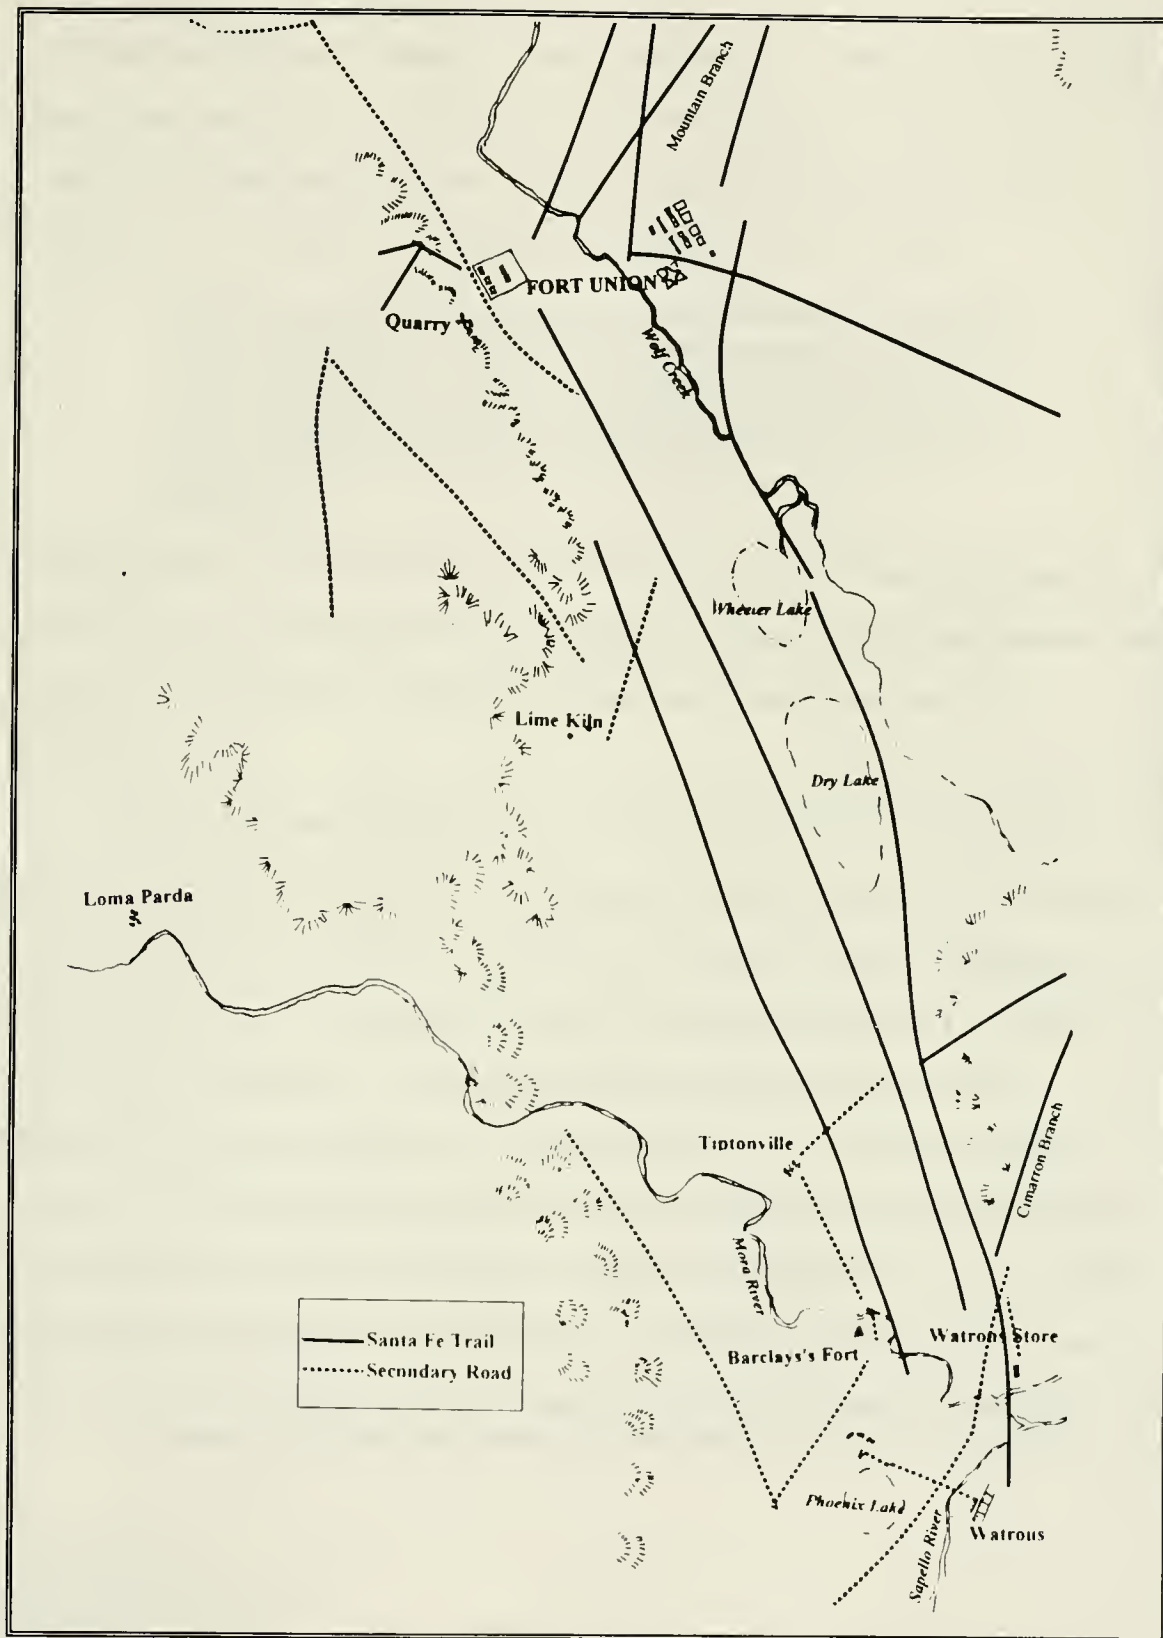 Mountain Branch
FORT UNION
Quarry
Wolf Creek
Wheeler Lake
Lime Kiln
Dry Lake
Loma Parda
Tiptonville
Cimarron Branch
Mora River
Santa Fe Trail
Secondary Road
Watrous Store
Barclays's Fort
Phoenix Lake
Sapello River
Watrous